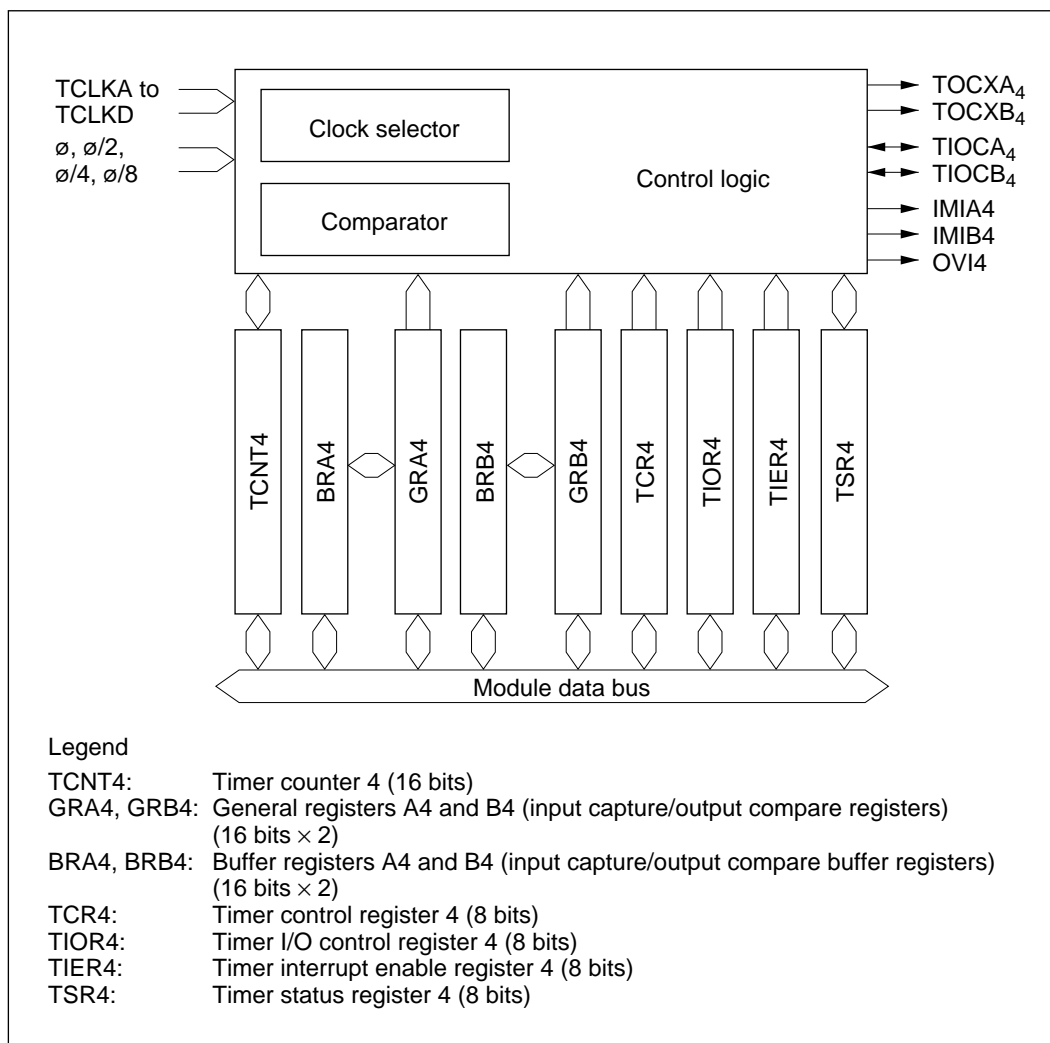 TCLKA to
TCLKD
ø, ø/2,
ø/4, ø/8
Clock selector
Comparator
Control logic
TOCXA4
TOCXB4
TIOCA4
TIOCB4
IMIA4
IMIB4
OVI4
TCNT4
BRA4
GRA4
BRB4
GRB4
TCR4
TIOR4
TIER4
TSR4
Module data bus
Legend
TCNT4: Timer counter 4 (16 bits)
GRA4, GRB4: General registers A4 and B4 (input capture/output compare registers)
(16 bits × 2)
BRA4, BRB4: Buffer registers A4 and B4 (input capture/output compare buffer registers)
(16 bits × 2)
TCR4: Timer control register 4 (8 bits)
TIOR4: Timer I/O control register 4 (8 bits)
TIER4: Timer interrupt enable register 4 (8 bits)
TSR4: Timer status register 4 (8 bits)